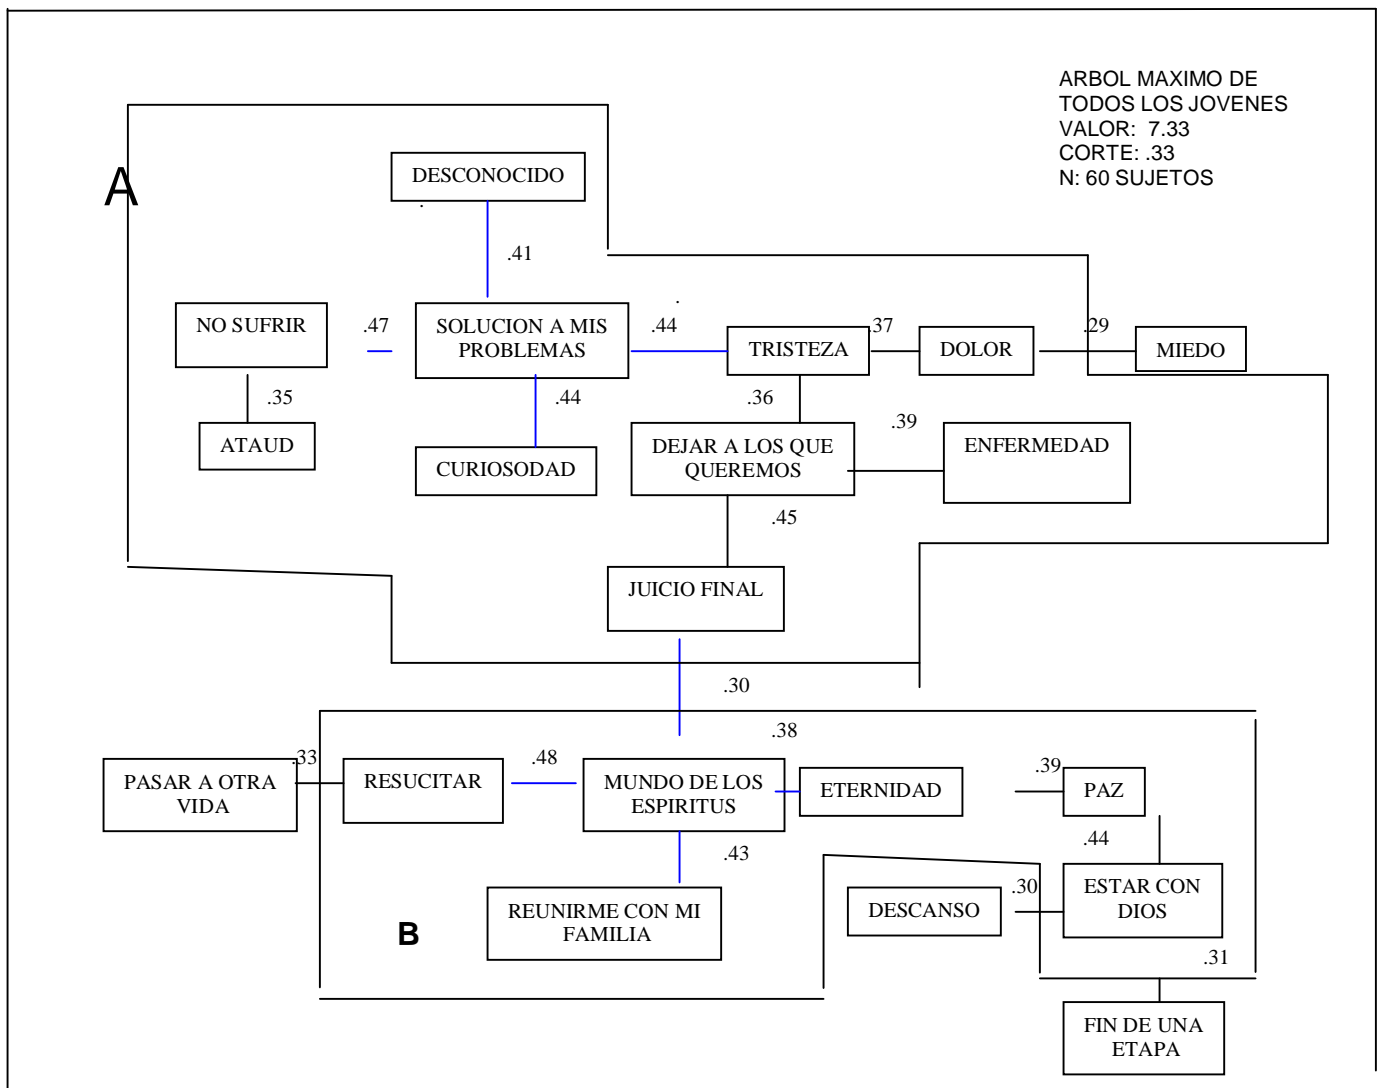 ARBOL MAXIMO DE
TODOS LOS JOVENES
VALOR: 7.33
CORTE: .33
N: 60 SUJETOS
A
DESCONOCIDO
.41
NO SUFRIR
.47
SOLUCION A MIS
PROBLEMAS
.44
TRISTEZA
.37
DOLOR
.29
MIEDO
.35
.44
.36
.39
ATAUD
CURIOSODAD
DEJAR A LOS QUE
QUEREMOS
ENFERMEDAD
.45
JUICIO FINAL
.30
.38
PASAR A OTRA
VIDA
.33
RESUCITAR
.48
MUNDO DE LOS
ESPIRITUS
ETERNIDAD
.39
PAZ
.43
.44
REUNIRME CON MI
FAMILIA
B
DESCANSO
.30
ESTAR CON
DIOS
.31
FIN DE UNA
ETAPA